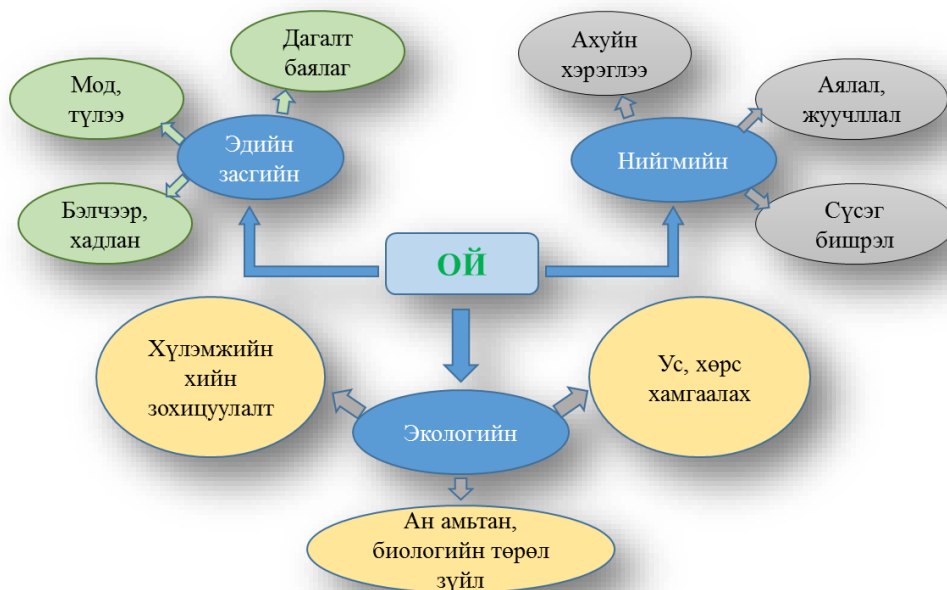 Дагалт
баялаг
Мод,
түлээ
Эдийн
засгийн
Бэлчээр,
хадлан
Ахуйн
хэрэглээ
Аялал,
жуучллал
Нийгмийн
Сүсэг
бишрэл
ОЙ
Хүлэмжийн
хийн
зохицуулалт
Ус, хөрс
хамгаалах
Экологийн
Ан амьтан,
биологийн төрөл
зүйл